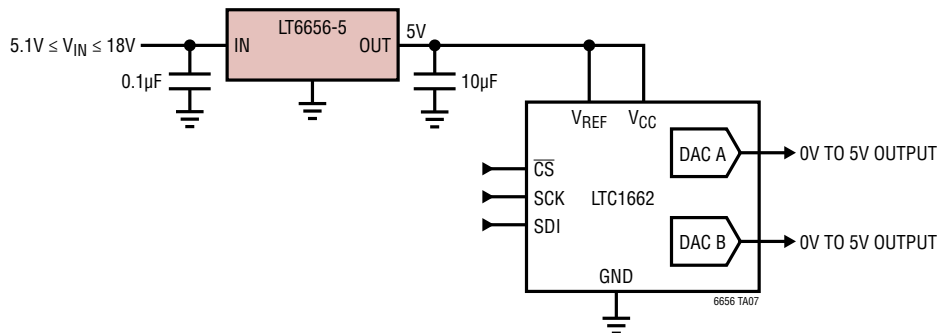 LT6656-5
5.1V ≤ VIN ≤ 18V
IN
OUT
5V
0.1µF
10µF
VREF
VCC
DAC A
0V TO 5V OUTPUT
CS
SCK
LTC1662
SDI
DAC B
0V TO 5V OUTPUT
GND
6656 TA07